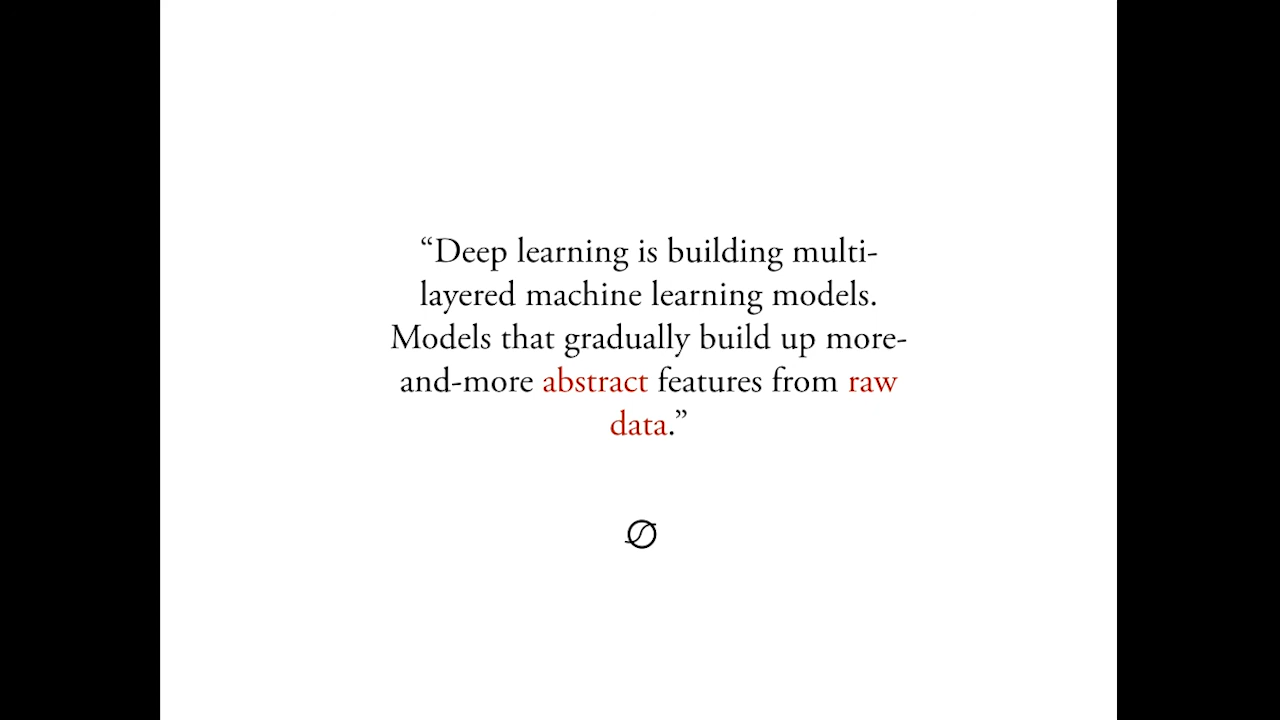 “Deep learning is building multi-
layered machine learning models.
Models that gradually build up more-
and-more abstract features from raw
data.”